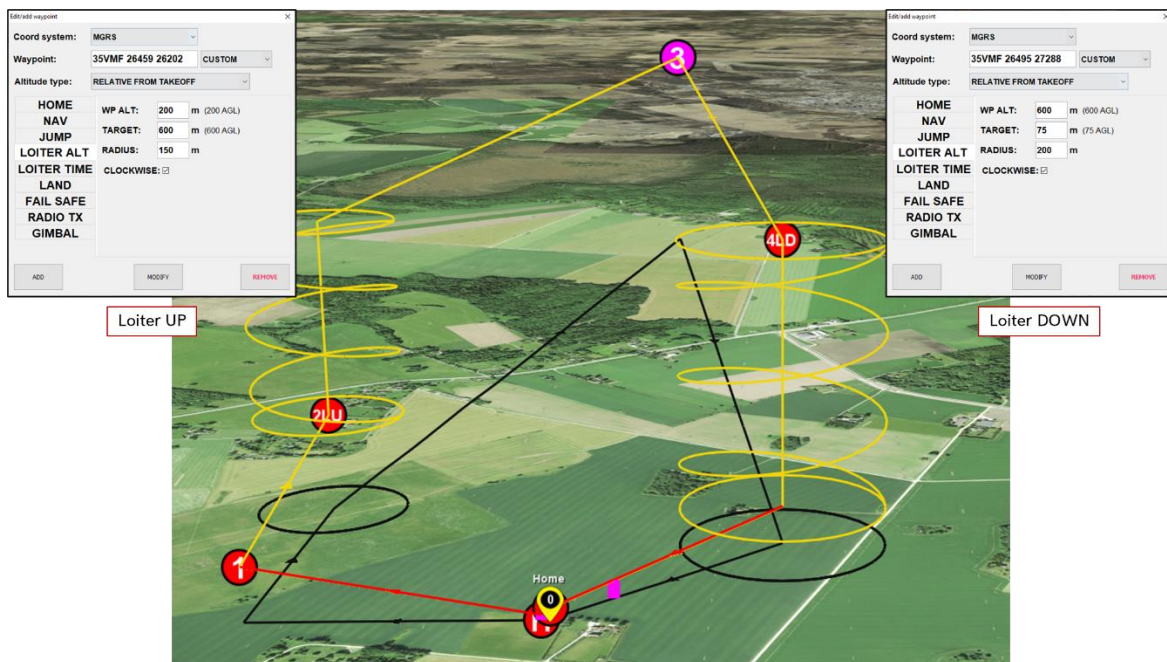 Edit/add waypoint
Coord system: MGRS
Waypoint: 35VMF 26459 26202 CUSTOM
Altitude type: RELATIVE FROM TAKEOFF
HOME
NAV
JUMP
LOITER ALT
LOITER TIME
LAND
FAIL SAFE
RADIO TX
GIMBAL
WP ALT: 200 m (200 AGL)
TARGET: 600 m (600 AGL)
RADIUS: 150 m
CLOCKWISE:
ADD MODIFY REMOVE
Loiter UP
Edit/add waypoint
Coord system: MGRS
Waypoint: 35VMF 26495 27288 CUSTOM
Altitude type: RELATIVE FROM TAKEOFF
HOME
NAV
JUMP
LOITER ALT
LOITER TIME
LAND
FAIL SAFE
RADIO TX
GIMBAL
WP ALT: 600 m (600 AGL)
TARGET: 75 m (75 AGL)
RADIUS: 200 m
CLOCKWISE:
ADD MODIFY REMOVE
Loiter DOWN
3
4LD
2LU
1
Home
0